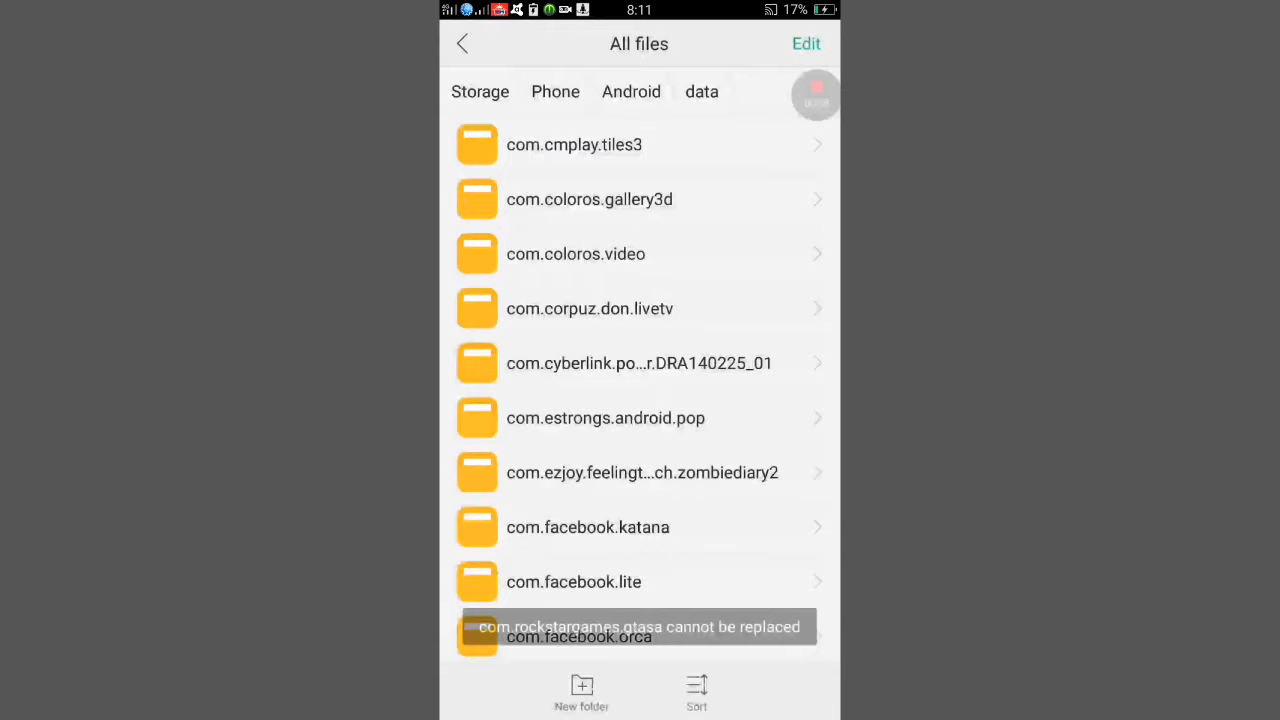 8:11
17%
All files
Edit
Storage
Phone
Android
data
com.cmplay.tiles3
com.coloros.gallery3d
com.coloros.video
com.corpuz.don.livetv
com.cyberlink.po...r.DRA140225_01
com.estrongs.android.pop
com.ezjoy.feelingt...ch.zombiediary2
com.facebook.katana
com.facebook.lite
com.rockstargames.gtasa cannot be replaced
com.facebook.orca
New folder
Sort